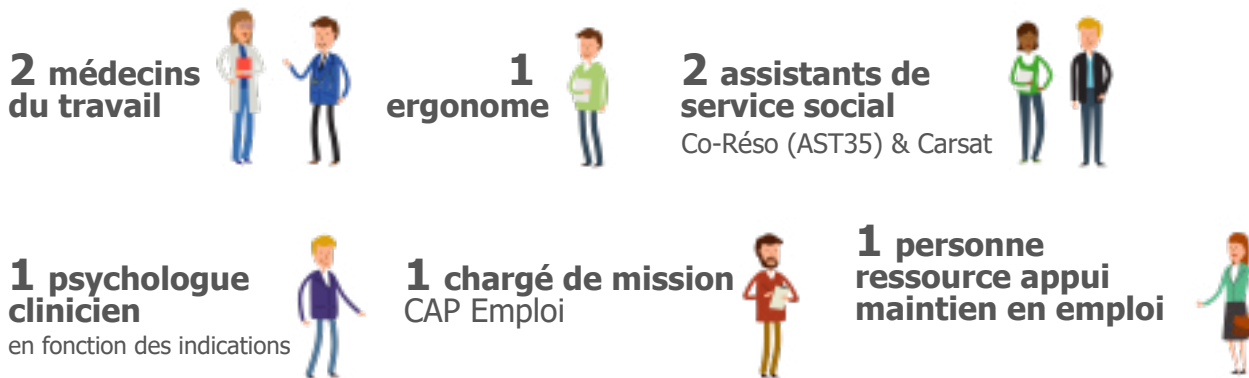 2 médecins
du travail
1
ergonome
2 assistants de
service social
Co-Réso (AST35) & Carsat
1 psychologue
clinicien
en fonction des indications
1 chargé de mission
CAP Emploi
1 personne
ressource appui
maintien en emploi